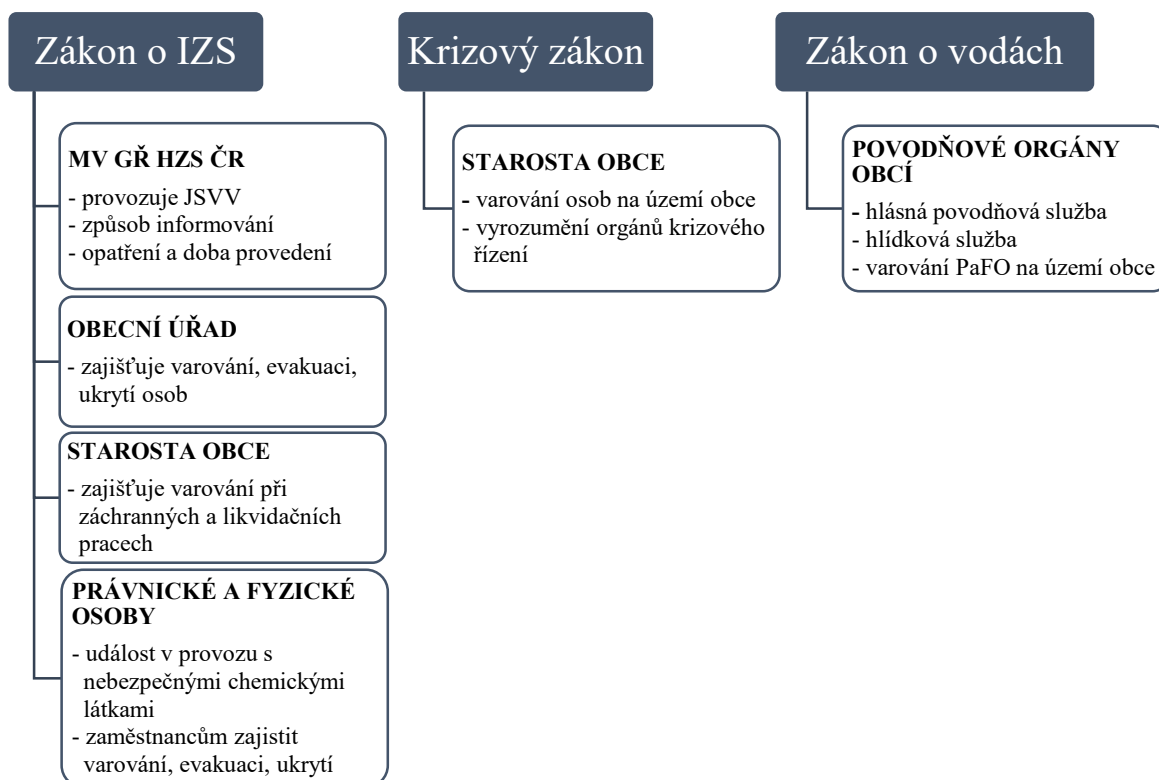 Zákon o IZS
MV GŘ HZS ČR
- provozuje JSVV
- způsob informování
- opatření a doba provedení
OBECNÍ ÚŘAD
- zajišťuje varování, evakuaci,
ukrytí osob
STAROSTA OBCE
- zajišťuje varování při
záchranných a likvidačních
pracech
PRÁVNICKÉ A FYZICKÉ
OSOBY
- událost v provozu s
nebezpečnými chemickými
látkami
- zaměstnancům zajistit
varování, evakuaci, ukrytí
Krizový zákon
STAROSTA OBCE
- varování osob na území obce
- vyrozumění orgánů krizového
řízení
Zákon o vodách
POVODŇOVÉ ORGÁNY
OBCÍ
- hlásná povodňová služba
- hlídková služba
- varování PaFO na území obce